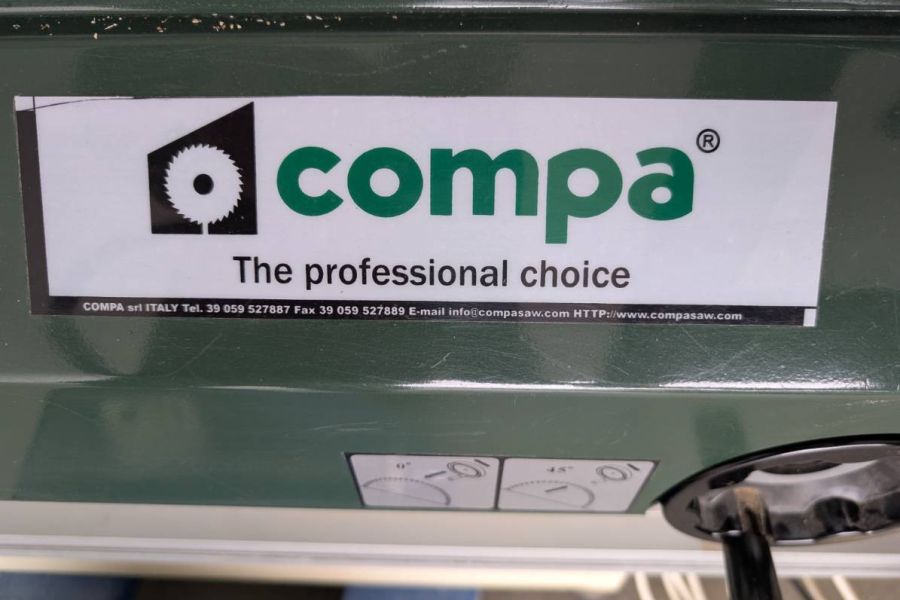 compa®
The professional choice
COMPA srl ITALY Tel. 39 059 527887 Fax 39 059 527889 E-mail info@compasaw.com HTTP://www.compasaw.com
0° 45°